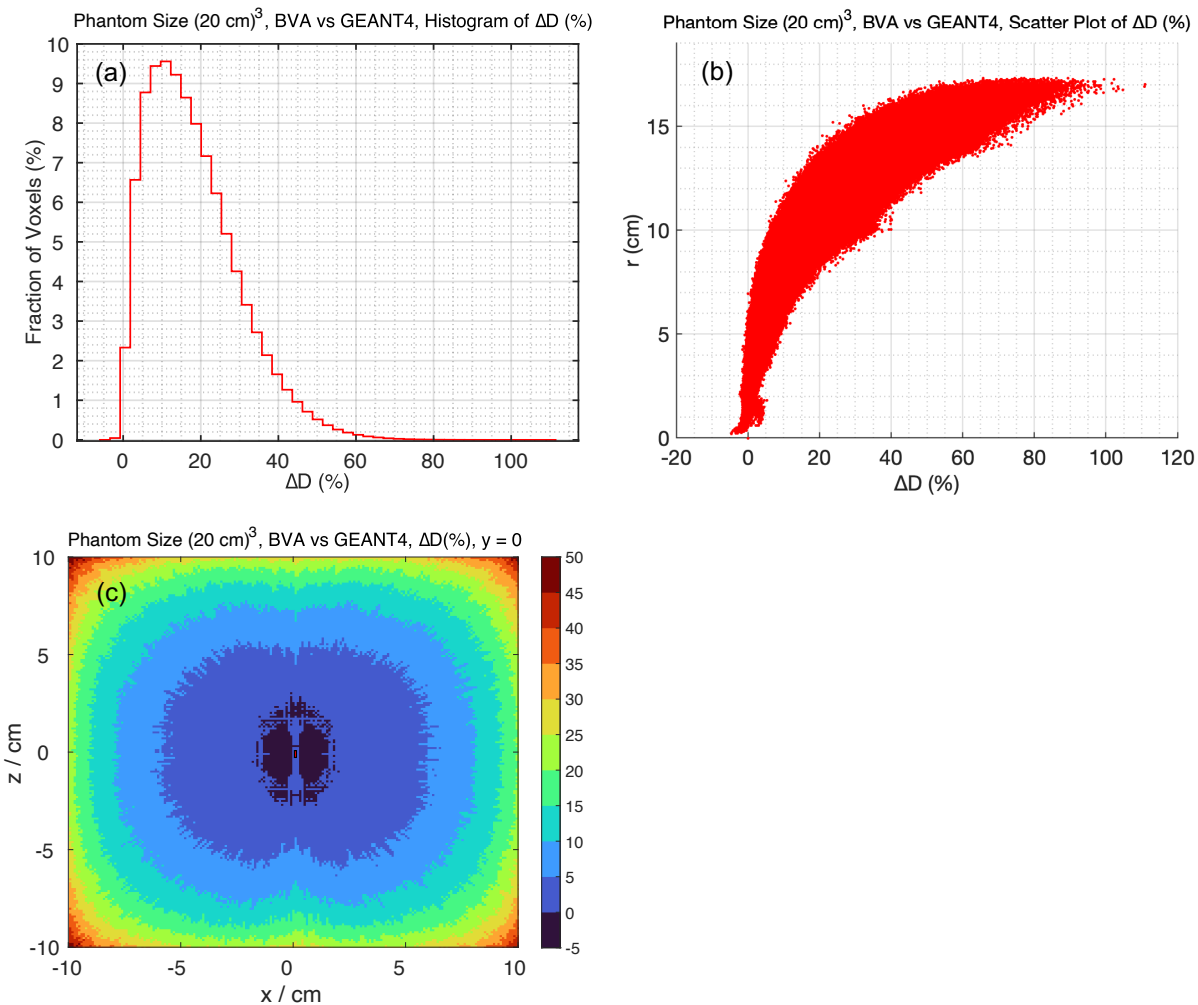 Phantom Size (20 cm)³, BVA vs GEANT4, Histogram of ΔD (%)
(a)
Fraction of Voxels (%)
10
9
8
7
6
5
4
3
2
1
0
0 20 40 60 80 100
ΔD (%)
Phantom Size (20 cm)³, BVA vs GEANT4, Scatter Plot of ΔD (%)
(b)
r (cm)
15
10
5
0
-20 0 20 40 60 80 100 120
ΔD (%)
Phantom Size (20 cm)³, BVA vs GEANT4, ΔD(%), y = 0
(c)
z / cm
10
5
0
-5
-10
-10 -5 0 5 10
x / cm
50
45
40
35
30
25
20
15
10
5
0
-5